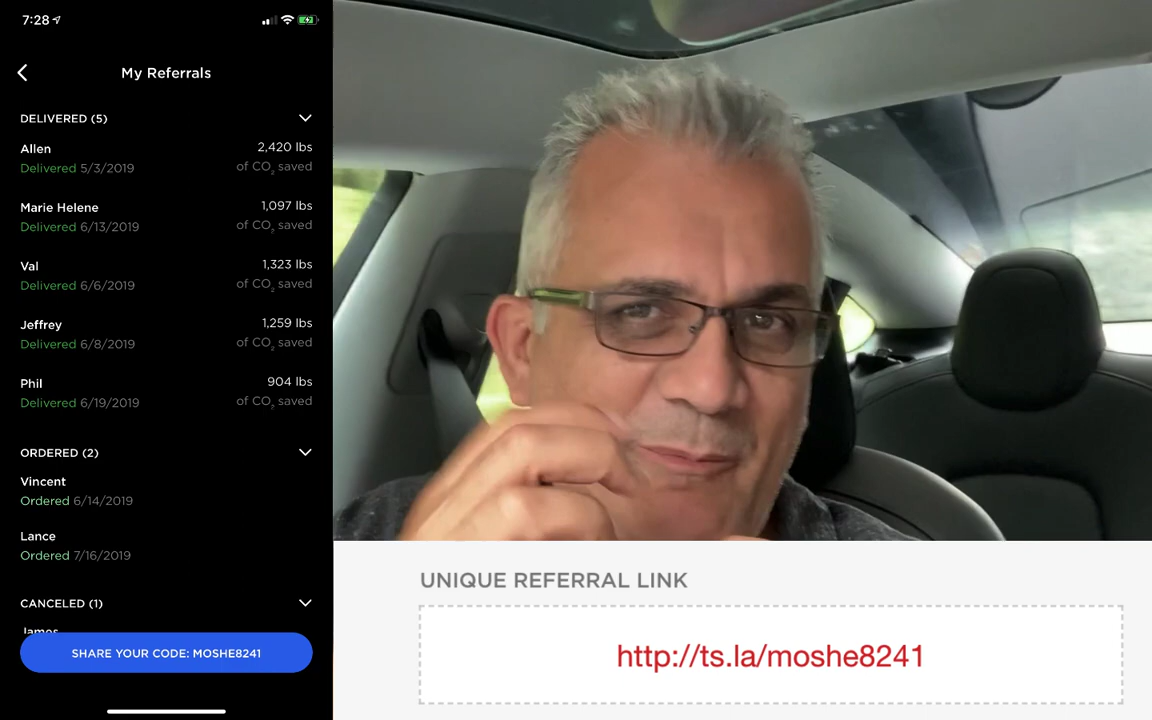 7:28
My Referrals
DELIVERED (5)
Allen 2,420 lbs
Delivered 5/3/2019 of CO₂ saved
Marie Helene 1,097 lbs
Delivered 6/13/2019 of CO₂ saved
Val 1,323 lbs
Delivered 6/6/2019 of CO₂ saved
Jeffrey 1,259 lbs
Delivered 6/8/2019 of CO₂ saved
Phil 904 lbs
Delivered 6/19/2019 of CO₂ saved
ORDERED (2)
Vincent
Ordered 6/14/2019
Lance
Ordered 7/16/2019
CANCELED (1)
James
SHARE YOUR CODE: MOSHE8241
UNIQUE REFERRAL LINK
http://ts.la/moshe8241